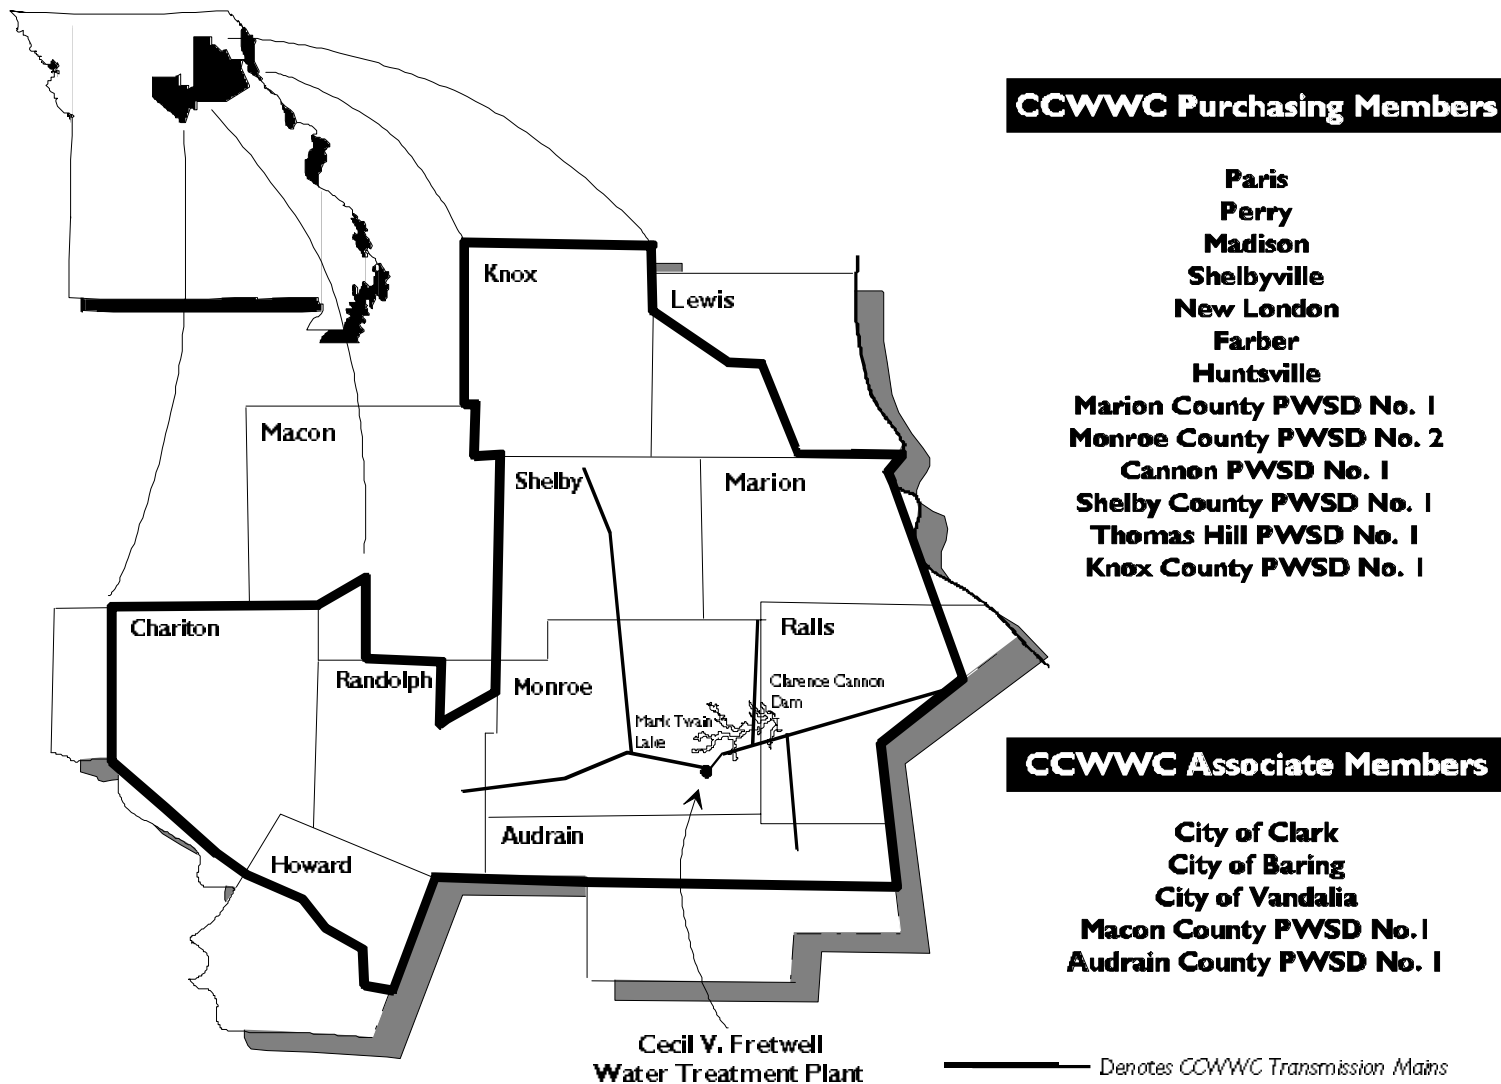 CCWWC Purchasing Members
Paris
Perry
Madison
Shelbyville
New London
Farber
Huntsville
Marion County PWSD No. 1
Monroe County PWSD No. 2
Cannon PWSD No. 1
Shelby County PWSD No. 1
Thomas Hill PWSD No. 1
Knox County PWSD No. 1
Knox
Lewis
Macon
Shelby
Marion
Chariton
Randolph
Monroe
Ralls
Clarence Cannon
Dam
Mark Twain
Lake
Audrain
Howard
CCWWC Associate Members
City of Clark
City of Baring
City of Vandalia
Macon County PWSD No.1
Audrain County PWSD No. 1
Cecil V. Fretwell
Water Treatment Plant
Denotes CCWWC Transmission Mains